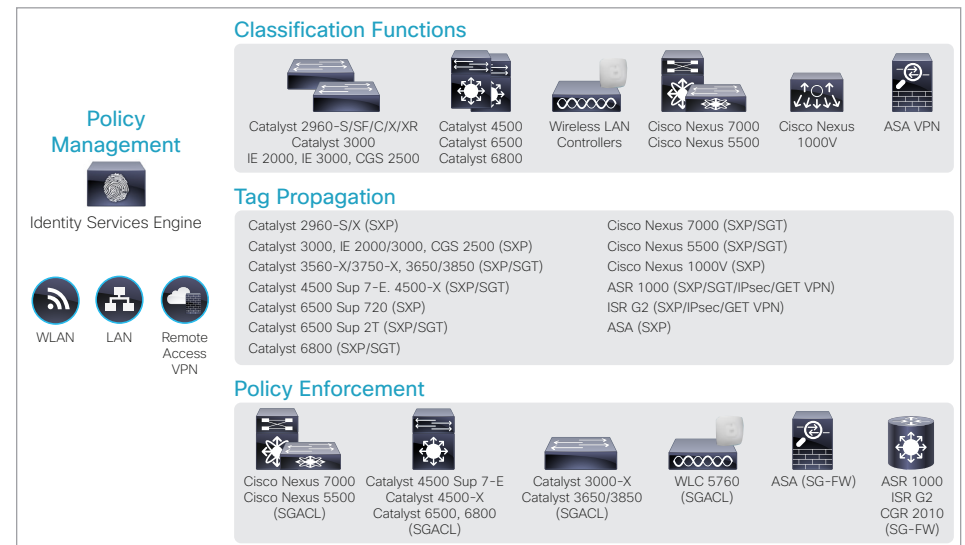 Policy
Management
Identity Services Engine
WLAN
LAN
Remote
Access
VPN
Classification Functions
Catalyst 2960-S/SF/C/X/XR
Catalyst 3000
IE 2000, IE 3000, CGS 2500
Catalyst 4500
Catalyst 6500
Catalyst 6800
Wireless LAN
Controllers
Cisco Nexus 7000
Cisco Nexus 5500
Cisco Nexus
1000V
ASA VPN
Tag Propagation
Catalyst 2960-S/X (SXP)
Catalyst 3000, IE 2000/3000, CGS 2500 (SXP)
Catalyst 3560-X/3750-X, 3650/3850 (SXP/SGT)
Catalyst 4500 Sup 7-E. 4500-X (SXP/SGT)
Catalyst 6500 Sup 720 (SXP)
Catalyst 6500 Sup 2T (SXP/SGT)
Catalyst 6800 (SXP/SGT)
Cisco Nexus 7000 (SXP/SGT)
Cisco Nexus 5500 (SXP/SGT)
Cisco Nexus 1000V (SXP)
ASR 1000 (SXP/SGT/IPsec/GET VPN)
ISR G2 (SXP/IPsec/GET VPN)
ASA (SXP)
Policy Enforcement
Cisco Nexus 7000
Cisco Nexus 5500
(SGACL)
Catalyst 4500 Sup 7-E
Catalyst 4500-X
Catalyst 6500, 6800
(SGACL)
Catalyst 3000-X
Catalyst 3650/3850
(SGACL)
WLC 5760
(SGACL)
ASA (SG-FW)
ASR 1000
ISR G2
CGR 2010
(SG-FW)